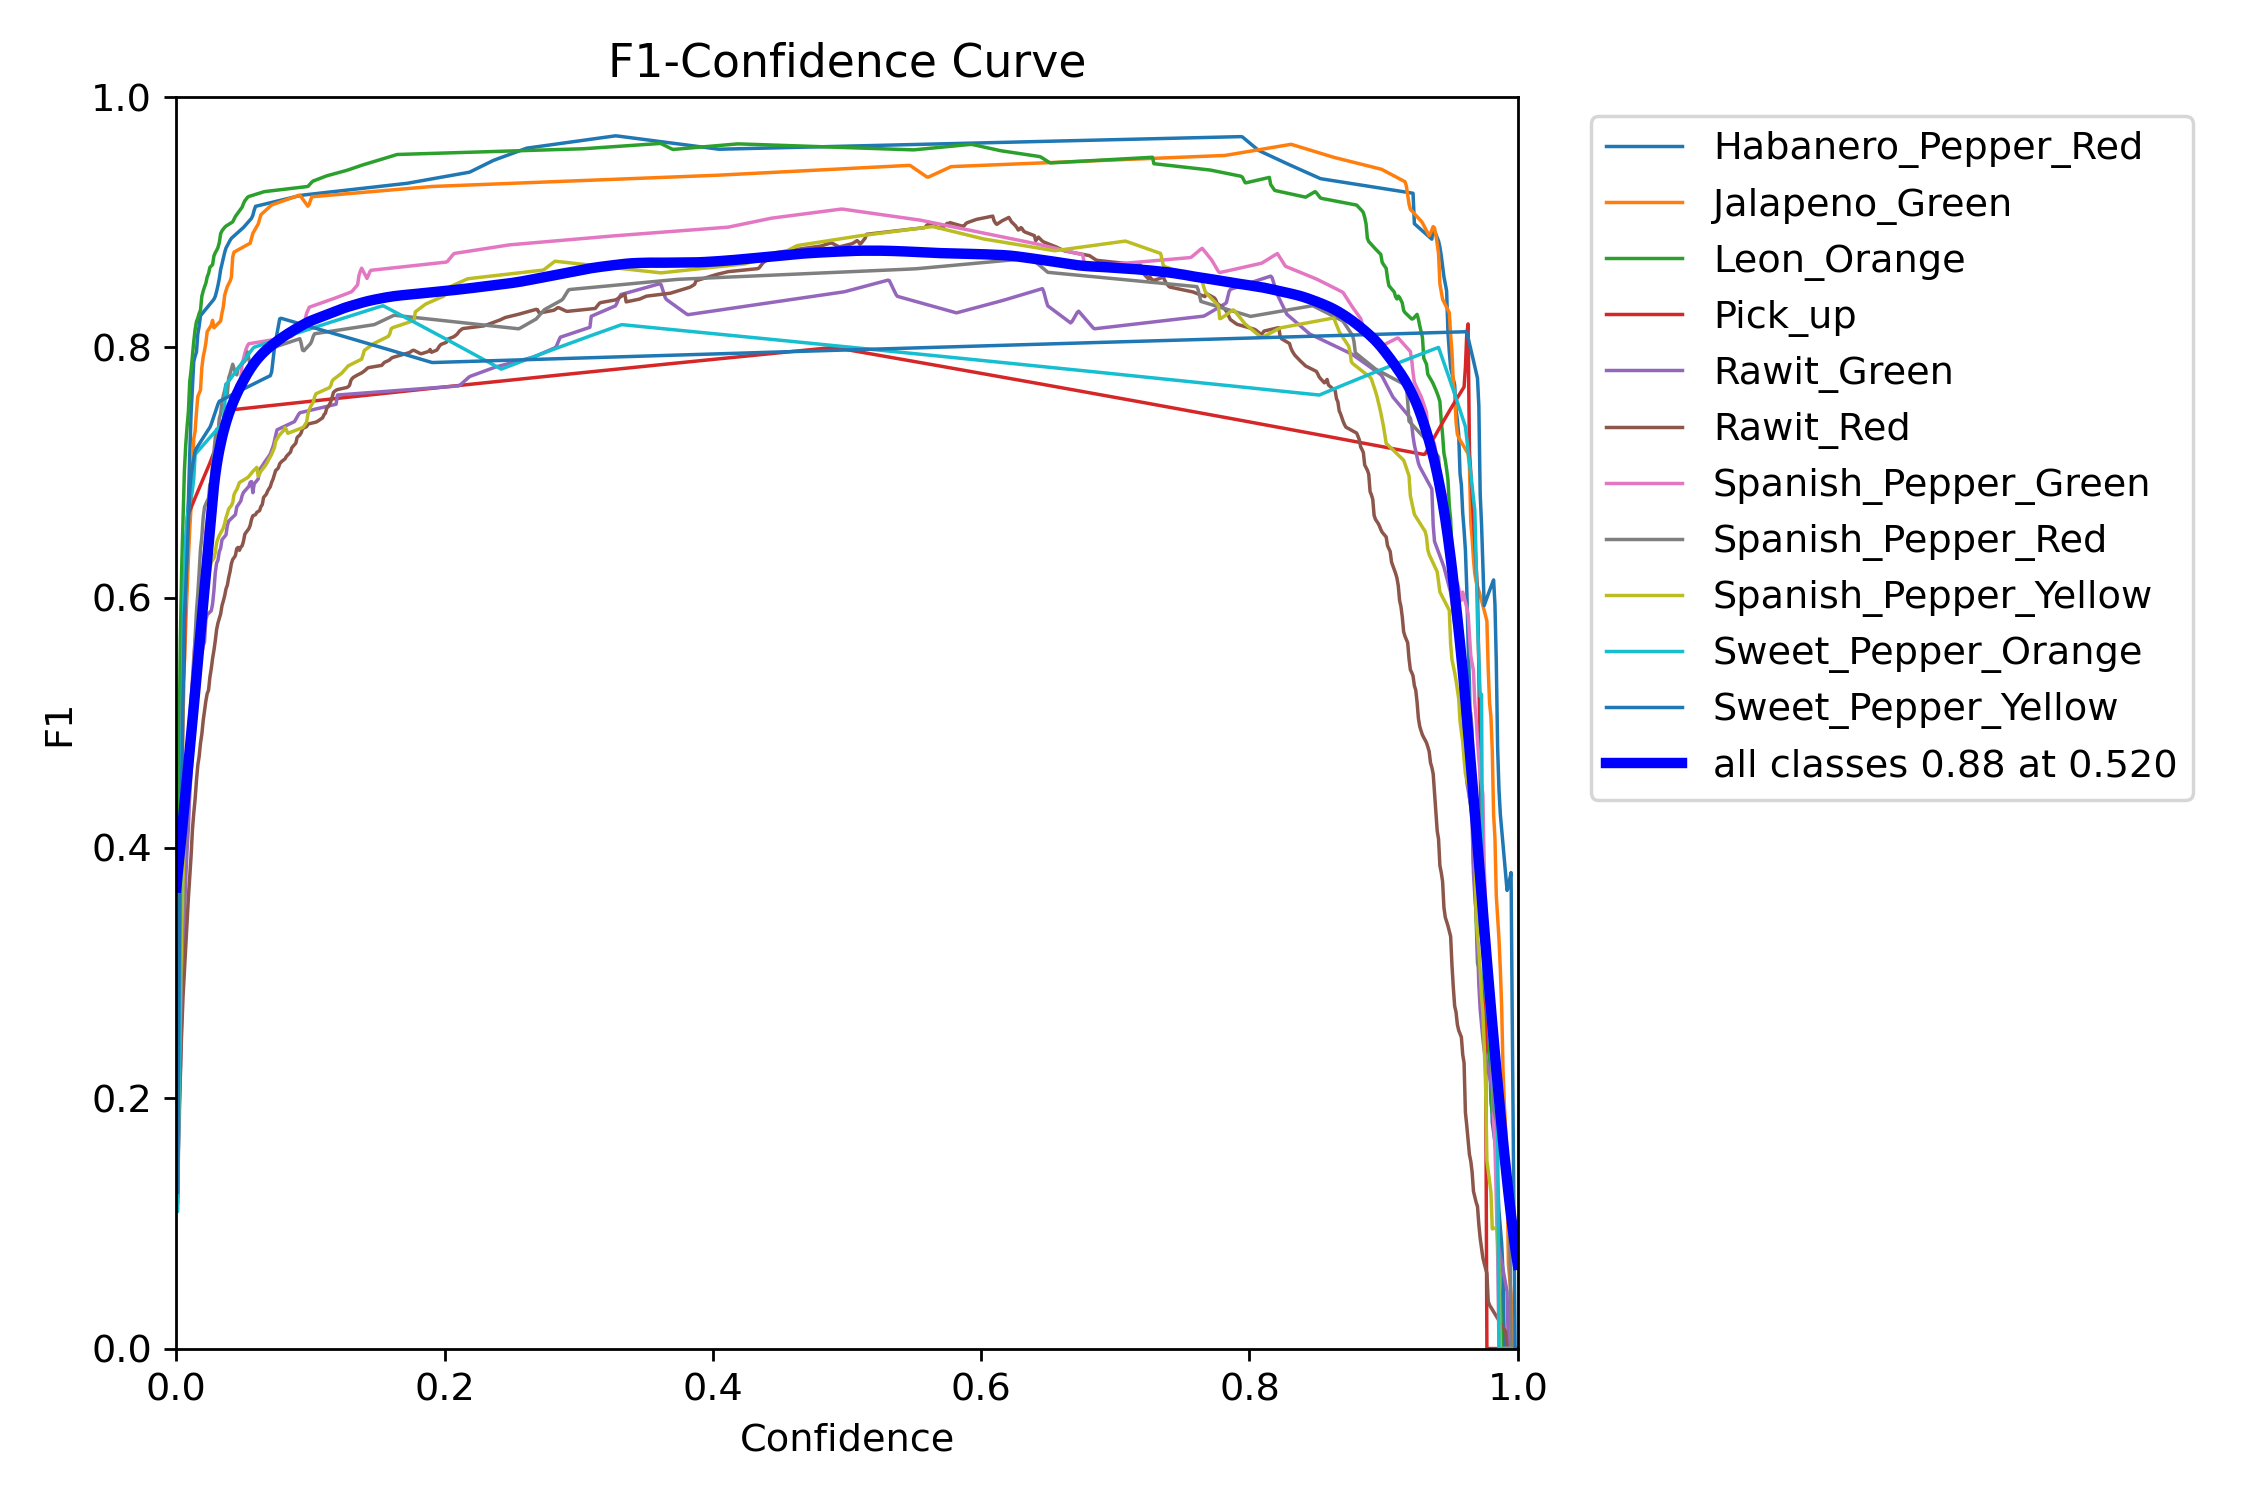 F1-Confidence Curve
1.0
0.8
0.6
0.4
0.2
0.0
F1
0.0 0.2 0.4 0.6 0.8 1.0
Confidence
Habanero_Pepper_Red
Jalapeno_Green
Leon_Orange
Pick_up
Rawit_Green
Rawit_Red
Spanish_Pepper_Green
Spanish_Pepper_Red
Spanish_Pepper_Yellow
Sweet_Pepper_Orange
Sweet_Pepper_Yellow
all classes 0.88 at 0.520